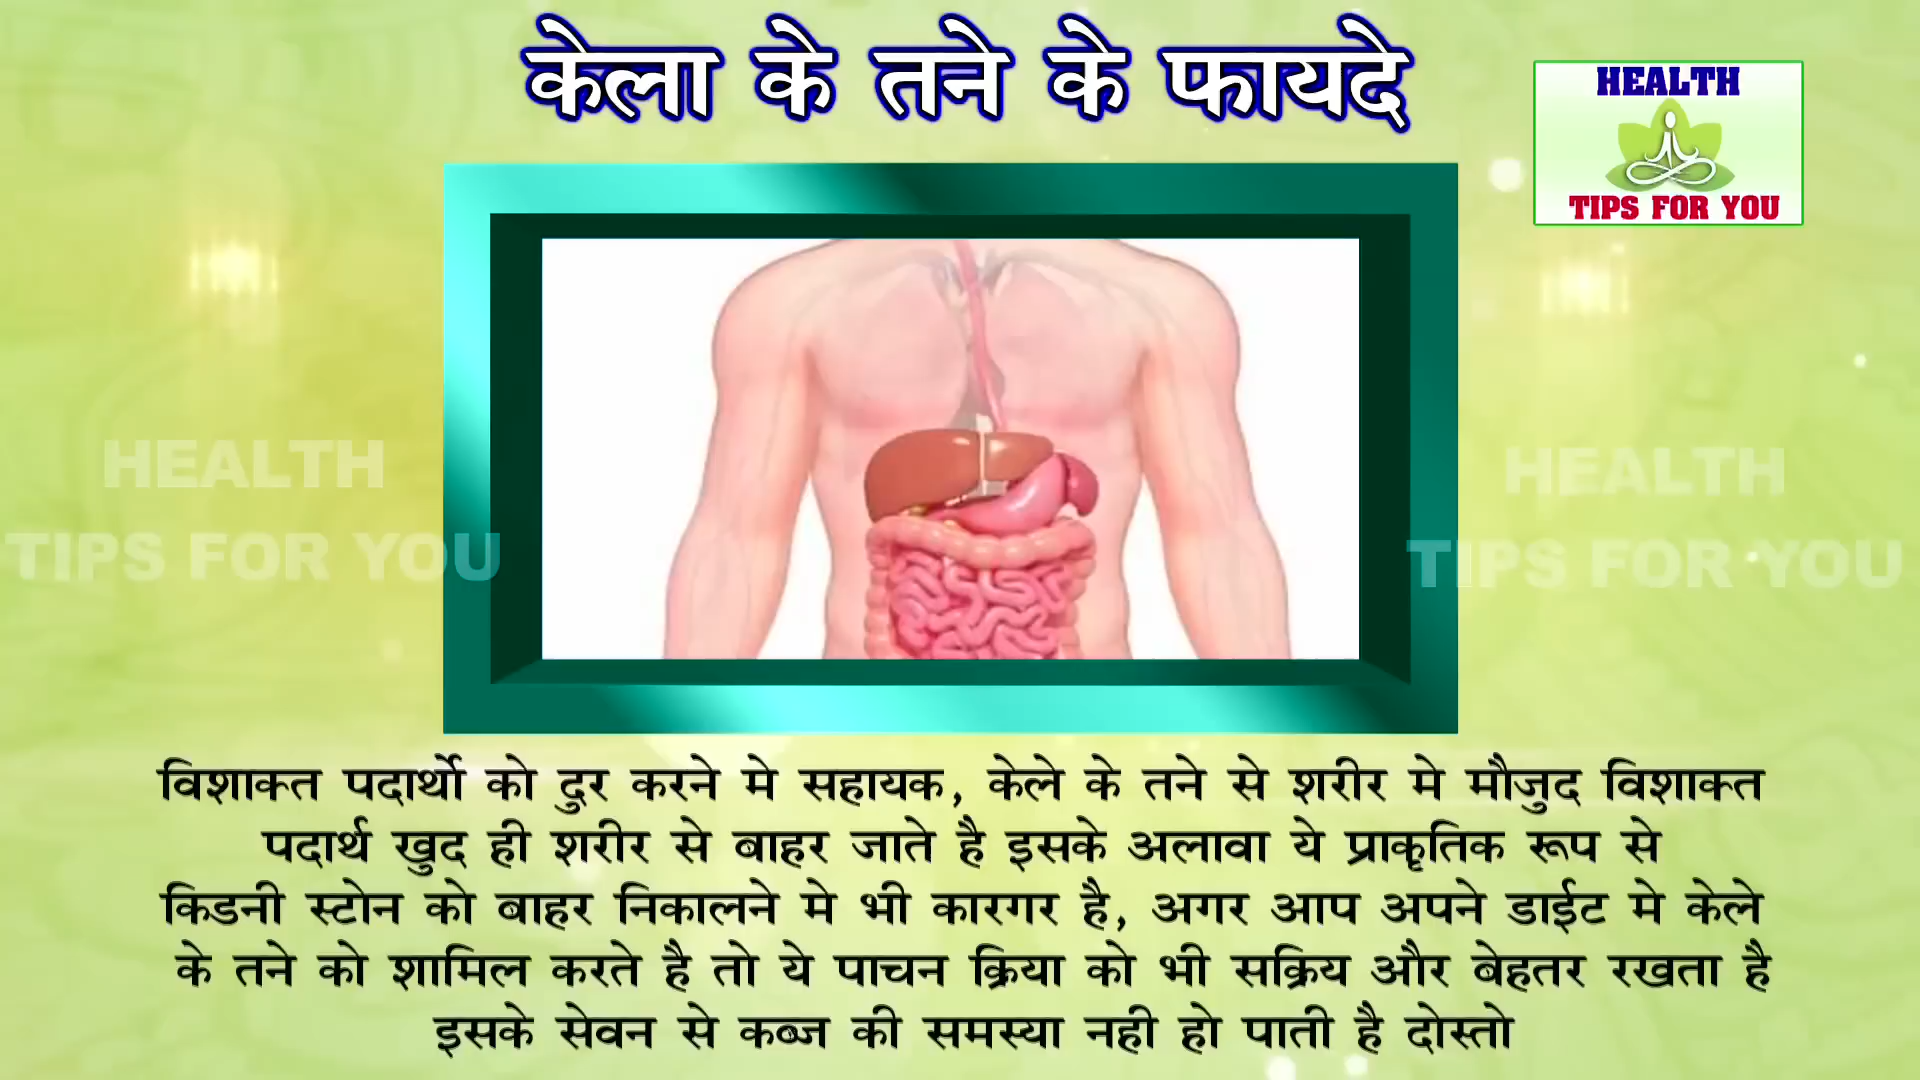 केला के तने के फायदे
HEALTH
TIPS FOR YOU
HEALTH
TIPS FOR YOU
HEALTH
TIPS FOR YOU
विशाक्त पदार्थो को दुर करने मे सहायक, केले के तने से शरीर मे मौजुद विशाक्त
पदार्थ खुद ही शरीर से बाहर जाते है इसके अलावा ये प्राकृतिक रूप से
किडनी स्टोन को बाहर निकालने मे भी कारगर है, अगर आप अपने डाईट मे केले
के तने को शामिल करते है तो ये पाचन क्रिया को भी सक्रिय और बेहतर रखता है
इसके सेवन से कब्ज की समस्या नही हो पाती है दोस्तो